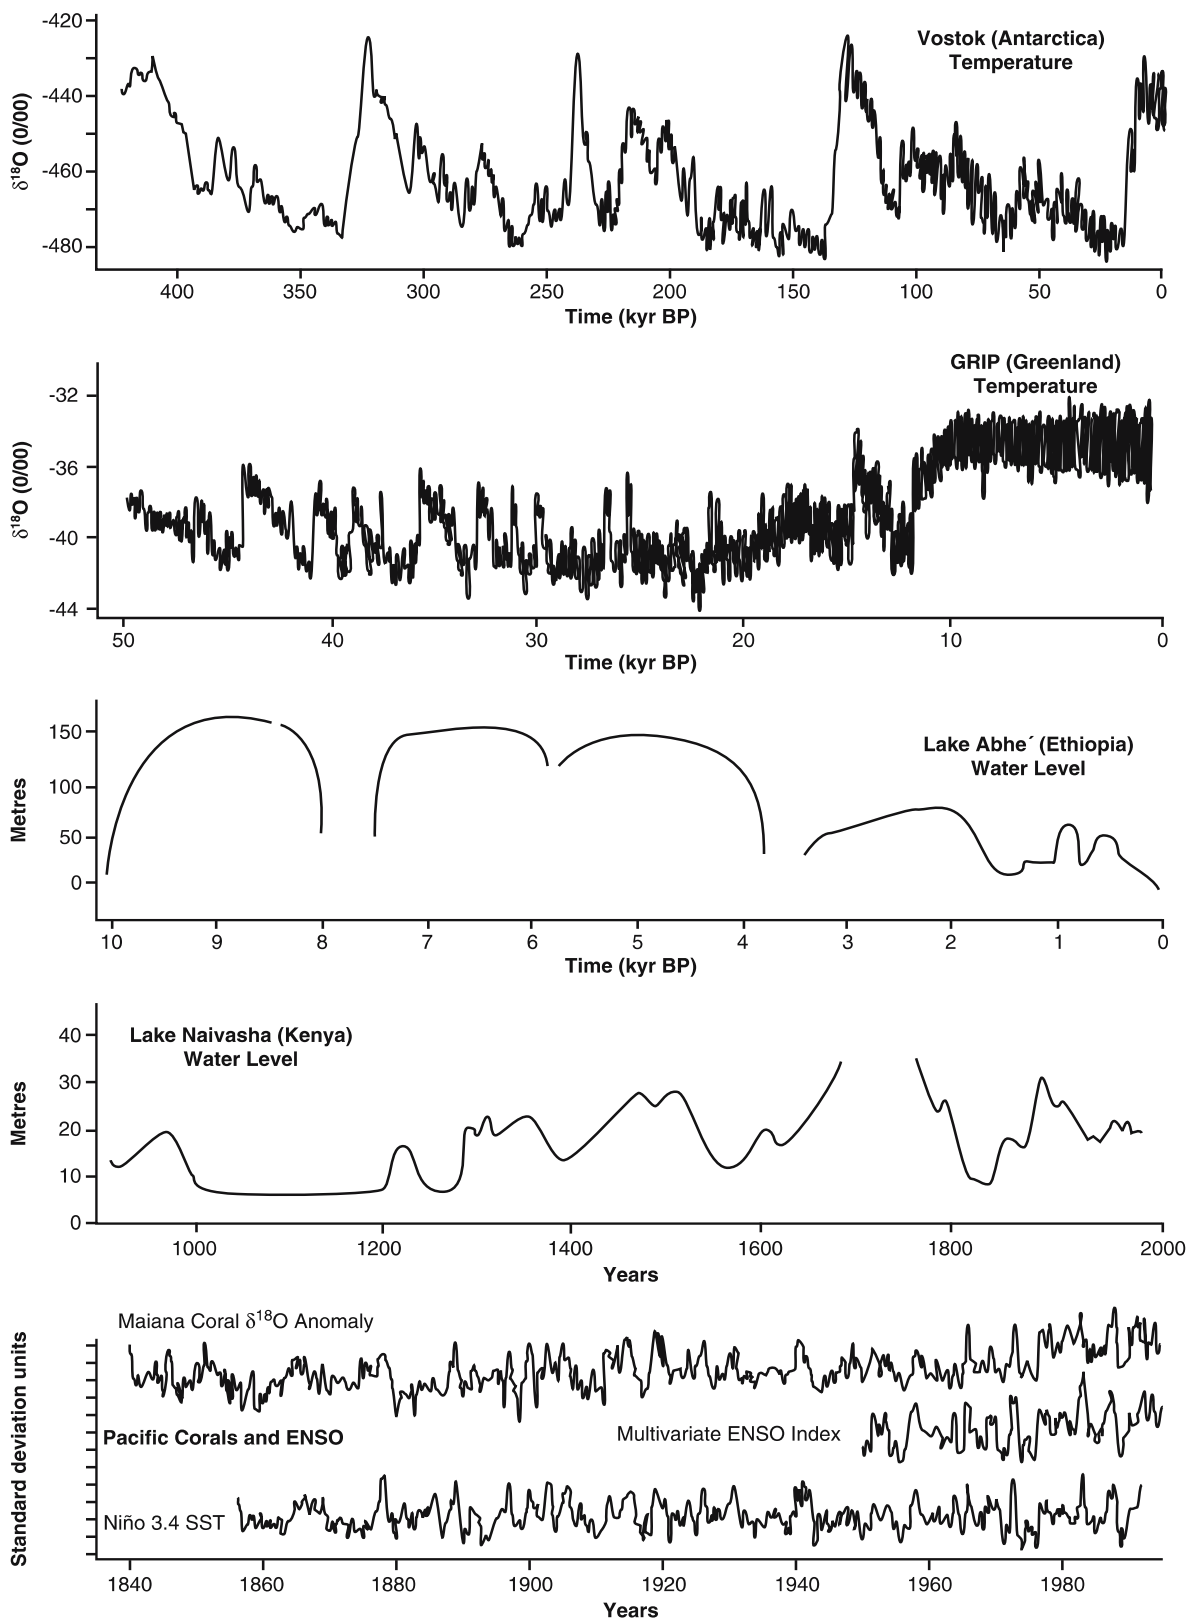 Vostok (Antarctica)
Temperature
δ18O (0/00)
-420
-440
-460
-480
400 350 300 250 200 150 100 50 0
Time (kyr BP)
GRIP (Greenland)
Temperature
δ18O (0/00)
-32
-36
-40
-44
50 40 30 20 10 0
Time (kyr BP)
Lake Abhe´ (Ethiopia)
Water Level
Metres
150
100
50
0
10 9 8 7 6 5 4 3 2 1 0
Time (kyr BP)
Lake Naivasha (Kenya)
Water Level
Metres
40
30
20
10
0
1000 1200 1400 1600 1800 2000
Years
Maiana Coral δ18O Anomaly
Standard deviation units
Multivariate ENSO Index
Pacific Corals and ENSO
Niño 3.4 SST
1840 1860 1880 1900 1920 1940 1960 1980
Years